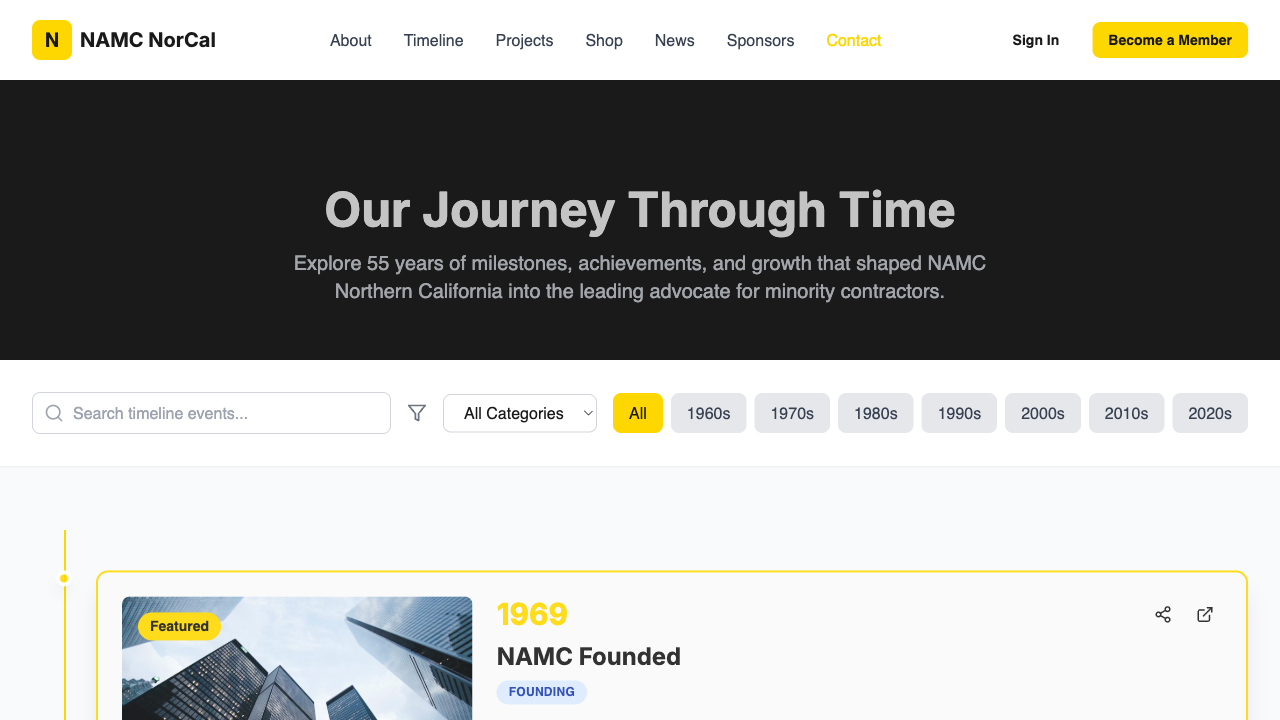 N NAMC NorCal
About Timeline Projects Shop News Sponsors Contact
Sign In
Become a Member
Our Journey Through Time
Explore 55 years of milestones, achievements, and growth that shaped NAMC
Northern California into the leading advocate for minority contractors.
Search timeline events...
All Categories
All 1960s 1970s 1980s 1990s 2000s 2010s 2020s
Featured
1969
NAMC Founded
FOUNDING